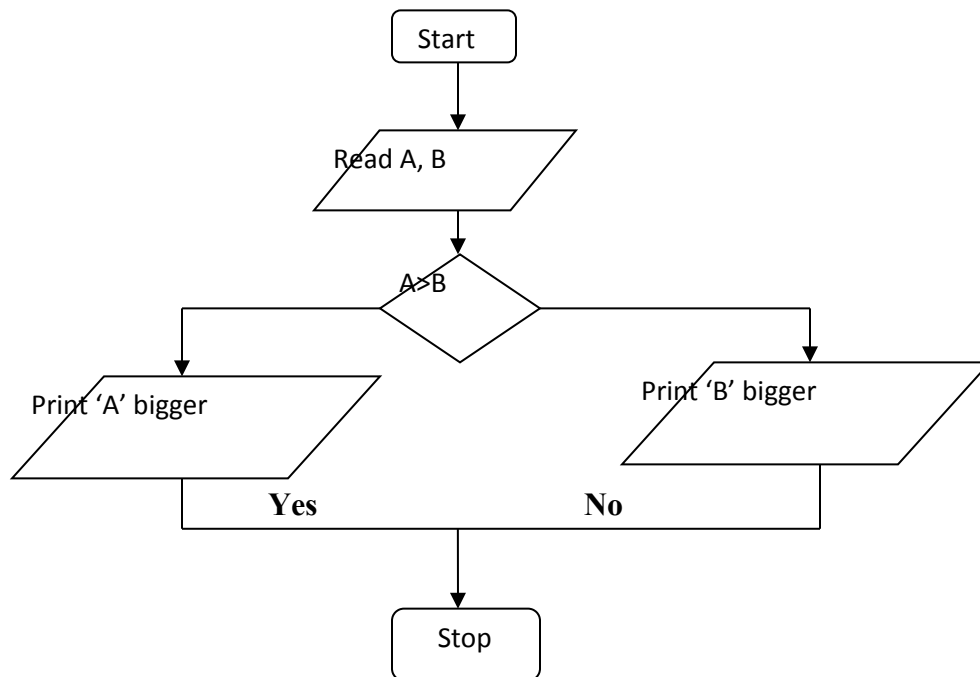 Start
Read A, B
A>B
Print ‘A’ bigger
Print ‘B’ bigger
Yes
No
Stop